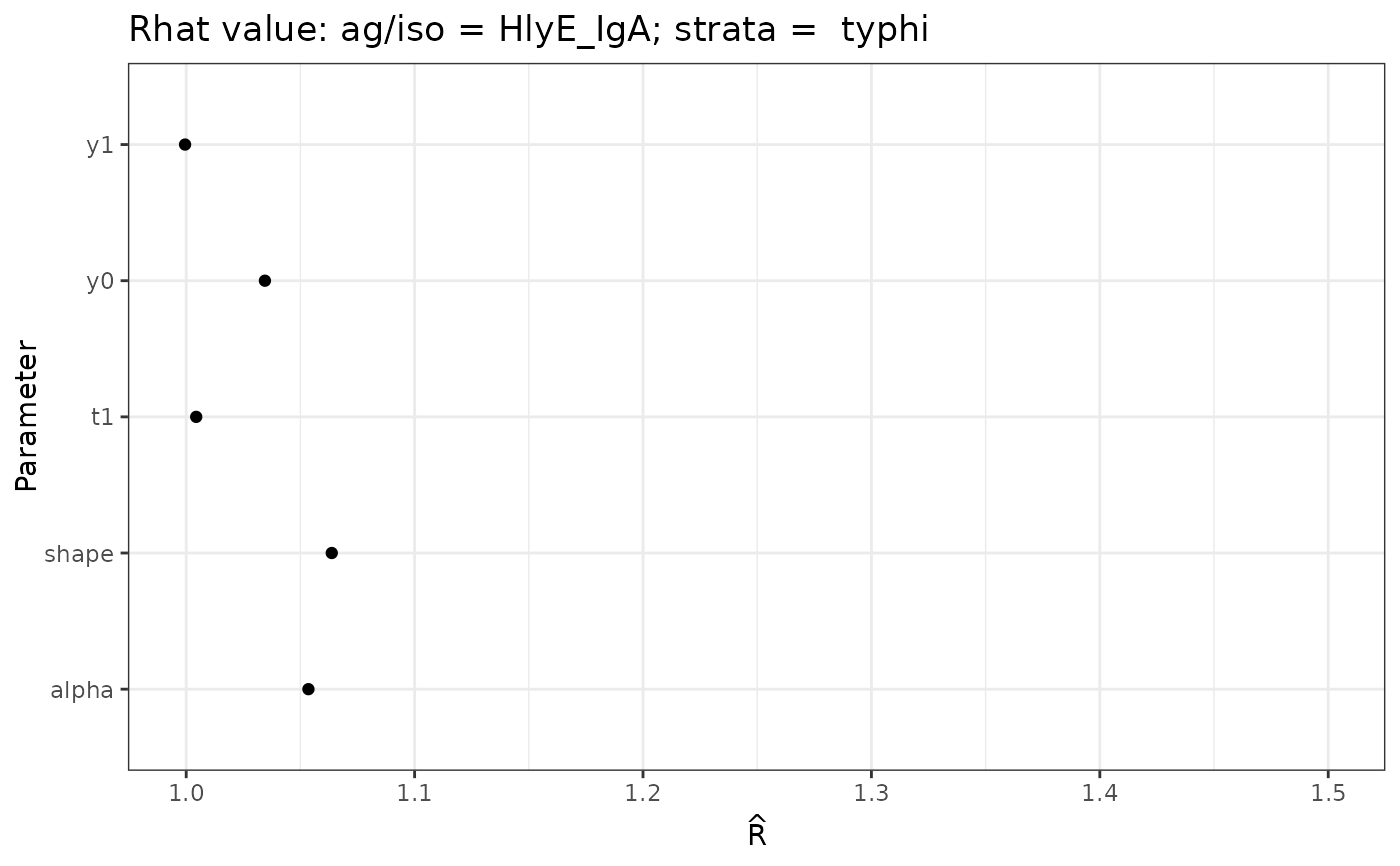 Rhat value: ag/iso = HlyE_IgA; strata =  typhi
Parameter
y1
y0
t1
shape
alpha
1.0 1.1 1.2 1.3 1.4 1.5
R̂